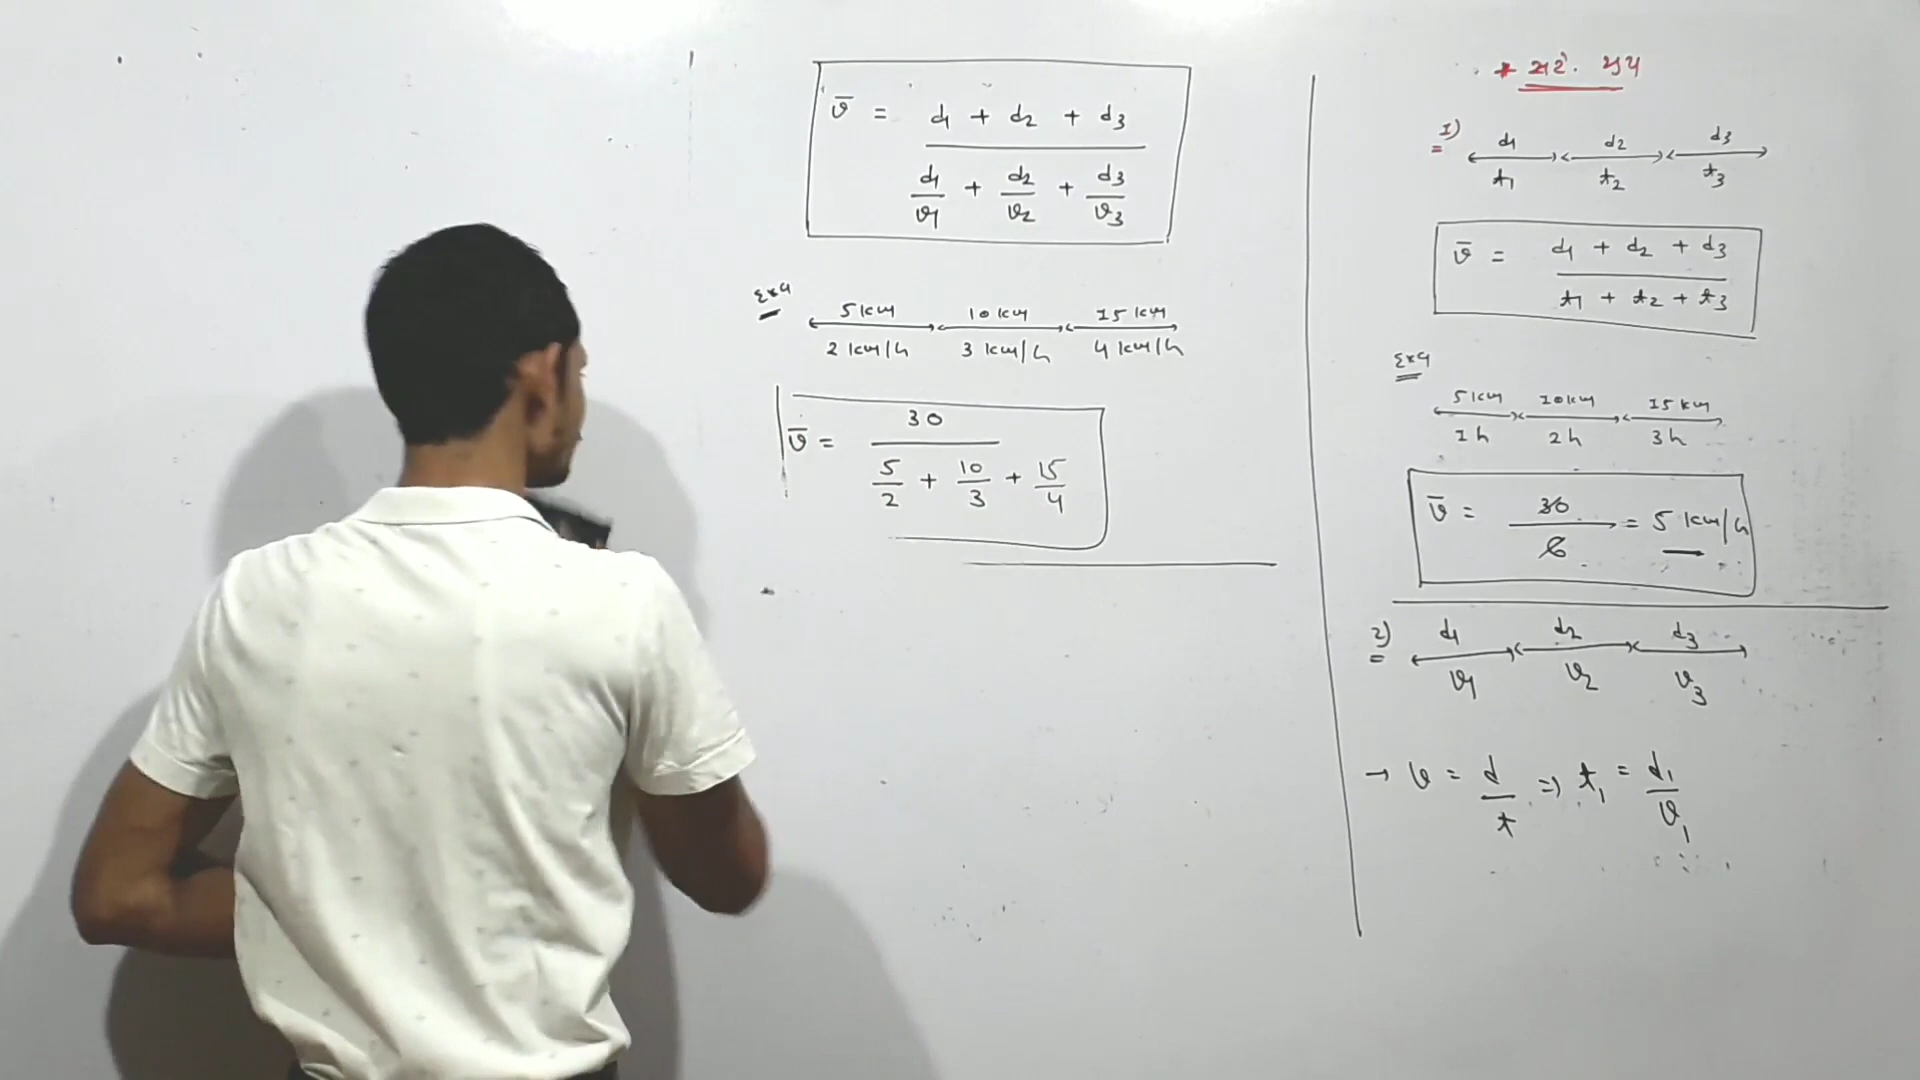 * સરે. ઝડપ
1) d₁ d₂ d₃
t₁ t₂ t₃
v̄ = (d₁ + d₂ + d₃) / (t₁ + t₂ + t₃)
5 km 10 km 15 km
1 h 2 h 3 h
v̄ = 30/6 = 5 km/h
2) d₁ d₂ d₃
v₁ v₂ v₃
→ v = d/t ⇒ t₁ = d₁/v₁
v̄ = (d₁ + d₂ + d₃) / (d₁/v₁ + d₂/v₂ + d₃/v₃)
5 km 10 km 15 km
2 km/h 3 km/h 4 km/h
v̄ = 30 / (5/2 + 10/3 + 15/4)